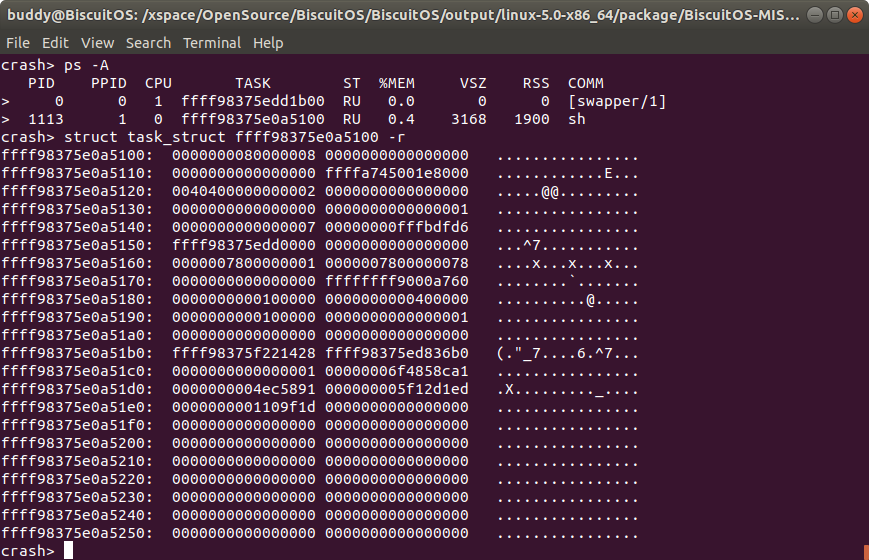 buddy@BiscuitOS: /xspace/OpenSource/BiscuitOS/BiscuitOS/output/linux-5.0-x86_64/package/BiscuitOS-MIS...
File Edit View Search Terminal Help
crash> ps -A
   PID    PPID  CPU       TASK        ST  %MEM     VSZ    RSS  COMM
>     0      0   1  ffff98375edd1b00  RU   0.0       0      0  [swapper/1]
>  1113      1   0  ffff98375e0a5100  RU   0.4    3168   1900  sh
crash> struct task_struct ffff98375e0a5100 -r
ffff98375e0a5100:  0000000080000008 0000000000000000   ................
ffff98375e0a5110:  0000000000000000 ffffa745001e8000   ............E...
ffff98375e0a5120:  0040400000000002 0000000000000000   .....@@.........
ffff98375e0a5130:  0000000000000000 0000000000000001   ................
ffff98375e0a5140:  0000000000000007 00000000fffbdfd6   ................
ffff98375e0a5150:  ffff98375edd0000 0000000000000000   ...^7...........
ffff98375e0a5160:  0000007800000001 0000007800000078   ....x...x...x...
ffff98375e0a5170:  0000000000000000 ffffffff9000a760   ........`.......
ffff98375e0a5180:  0000000000100000 0000000000400000   ..........@.....
ffff98375e0a5190:  0000000000100000 0000000000000001   ................
ffff98375e0a51a0:  0000000000000000 0000000000000000   ................
ffff98375e0a51b0:  ffff98375f221428 ffff98375ed836b0   (."_7....6.^7...
ffff98375e0a51c0:  0000000000000001 00000006f4858ca1   ................
ffff98375e0a51d0:  0000000004ec5891 000000005f12d1ed   .X........._....
ffff98375e0a51e0:  0000000001109f1d 0000000000000000   ................
ffff98375e0a51f0:  0000000000000000 0000000000000000   ................
ffff98375e0a5200:  0000000000000000 0000000000000000   ................
ffff98375e0a5210:  0000000000000000 0000000000000000   ................
ffff98375e0a5220:  0000000000000000 0000000000000000   ................
ffff98375e0a5230:  0000000000000000 0000000000000000   ................
ffff98375e0a5240:  0000000000000000 0000000000000000   ................
ffff98375e0a5250:  0000000000000000 0000000000000000   ................
crash>